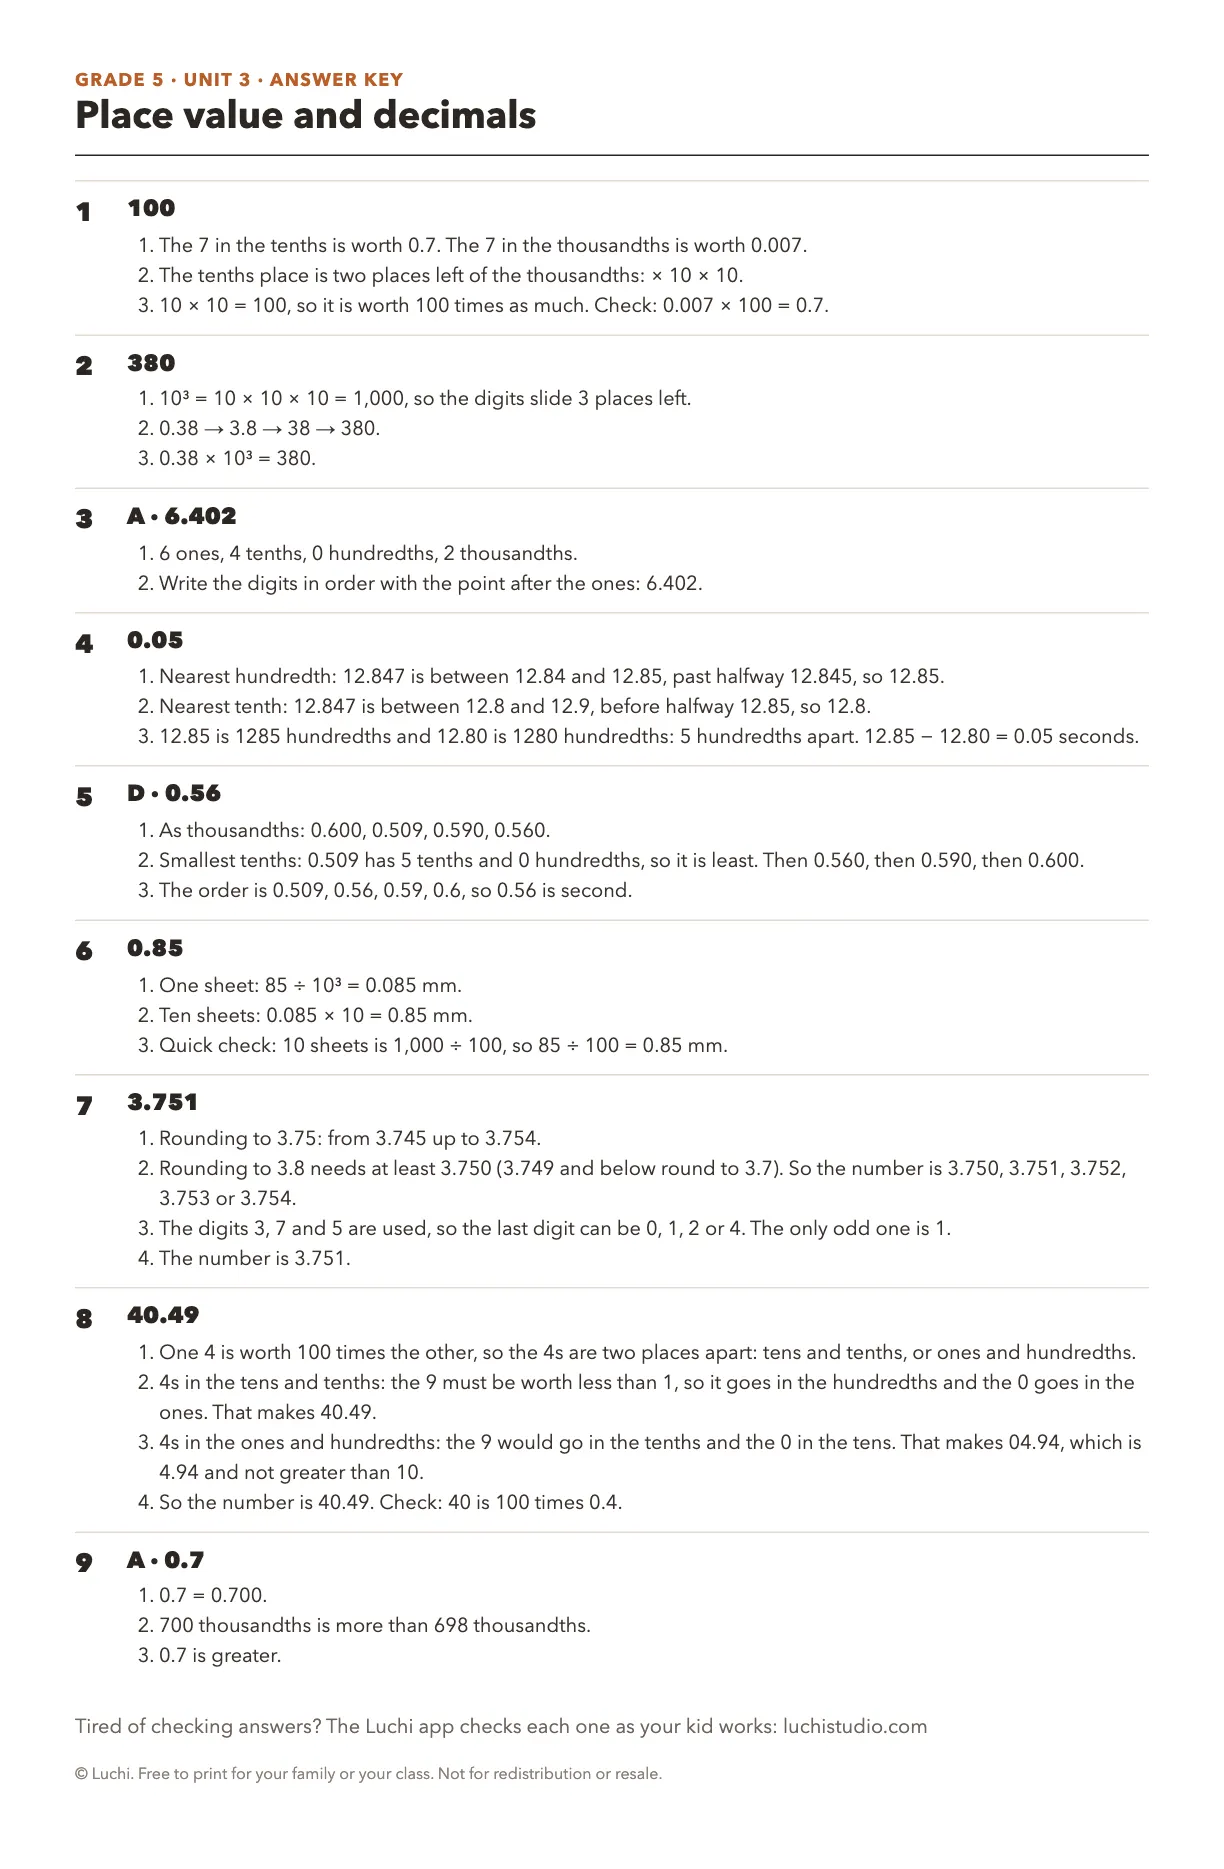 GRADE 5 · UNIT 3 · ANSWER KEY
Place value and decimals
1 100
1. The 7 in the tenths is worth 0.7. The 7 in the thousandths is worth 0.007.
2. The tenths place is two places left of the thousandths: × 10 × 10.
3. 10 × 10 = 100, so it is worth 100 times as much. Check: 0.007 × 100 = 0.7.
2 380
1. 10³ = 10 × 10 × 10 = 1,000, so the digits slide 3 places left.
2. 0.38 → 3.8 → 38 → 380.
3. 0.38 × 10³ = 380.
3 A · 6.402
1. 6 ones, 4 tenths, 0 hundredths, 2 thousandths.
2. Write the digits in order with the point after the ones: 6.402.
4 0.05
1. Nearest hundredth: 12.847 is between 12.84 and 12.85, past halfway 12.845, so 12.85.
2. Nearest tenth: 12.847 is between 12.8 and 12.9, before halfway 12.85, so 12.8.
3. 12.85 is 1285 hundredths and 12.80 is 1280 hundredths: 5 hundredths apart. 12.85 − 12.80 = 0.05 seconds.
5 D · 0.56
1. As thousandths: 0.600, 0.509, 0.590, 0.560.
2. Smallest tenths: 0.509 has 5 tenths and 0 hundredths, so it is least. Then 0.560, then 0.590, then 0.600.
3. The order is 0.509, 0.56, 0.59, 0.6, so 0.56 is second.
6 0.85
1. One sheet: 85 ÷ 10³ = 0.085 mm.
2. Ten sheets: 0.085 × 10 = 0.85 mm.
3. Quick check: 10 sheets is 1,000 ÷ 100, so 85 ÷ 100 = 0.85 mm.
7 3.751
1. Rounding to 3.75: from 3.745 up to 3.754.
2. Rounding to 3.8 needs at least 3.750 (3.749 and below round to 3.7). So the number is 3.750, 3.751, 3.752,
3.753 or 3.754.
3. The digits 3, 7 and 5 are used, so the last digit can be 0, 1, 2 or 4. The only odd one is 1.
4. The number is 3.751.
8 40.49
1. One 4 is worth 100 times the other, so the 4s are two places apart: tens and tenths, or ones and hundredths.
2. 4s in the tens and tenths: the 9 must be worth less than 1, so it goes in the hundredths and the 0 goes in the
ones. That makes 40.49.
3. 4s in the ones and hundredths: the 9 would go in the tenths and the 0 in the tens. That makes 04.94, which is
4.94 and not greater than 10.
4. So the number is 40.49. Check: 40 is 100 times 0.4.
9 A · 0.7
1. 0.7 = 0.700.
2. 700 thousandths is more than 698 thousandths.
3. 0.7 is greater.
Tired of checking answers? The Luchi app checks each one as your kid works: luchistudio.com
© Luchi. Free to print for your family or your class. Not for redistribution or resale.